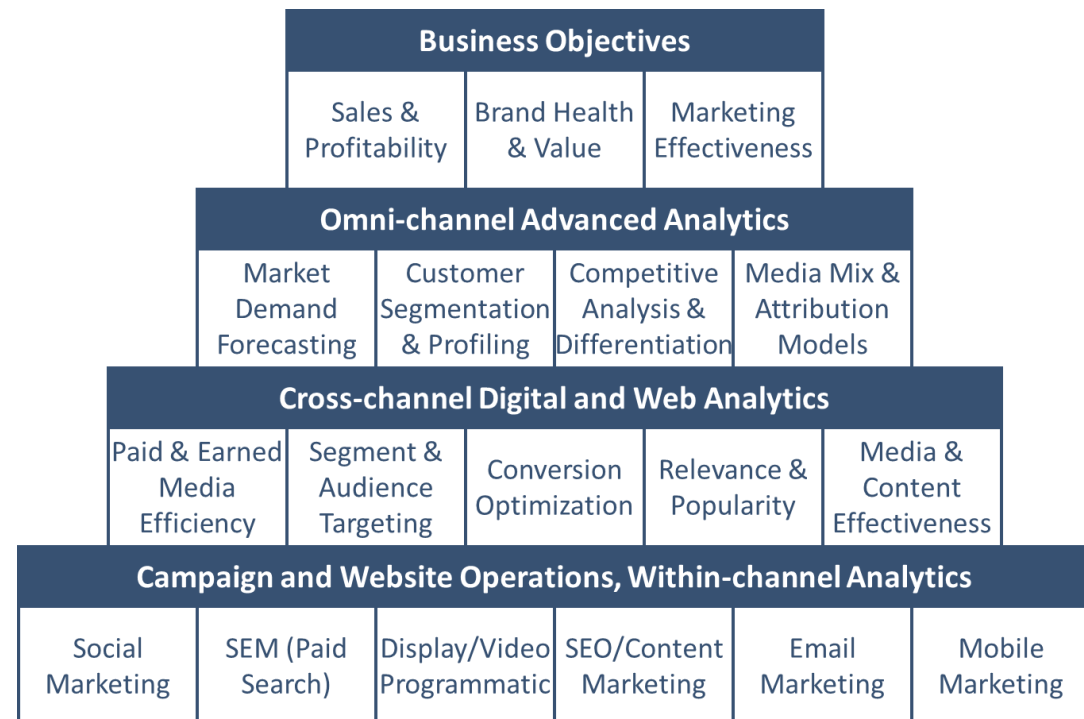 Business Objectives
Sales &
Profitability
Brand Health
& Value
Marketing
Effectiveness
Omni-channel Advanced Analytics
Market
Demand
Forecasting
Customer
Segmentation
& Profiling
Competitive
Analysis &
Differentiation
Media Mix &
Attribution
Models
Cross-channel Digital and Web Analytics
Paid & Earned
Media
Efficiency
Segment &
Audience
Targeting
Conversion
Optimization
Relevance &
Popularity
Media &
Content
Effectiveness
Campaign and Website Operations, Within-channel Analytics
Social
Marketing
SEM (Paid
Search)
Display/Video
Programmatic
SEO/Content
Marketing
Email
Marketing
Mobile
Marketing